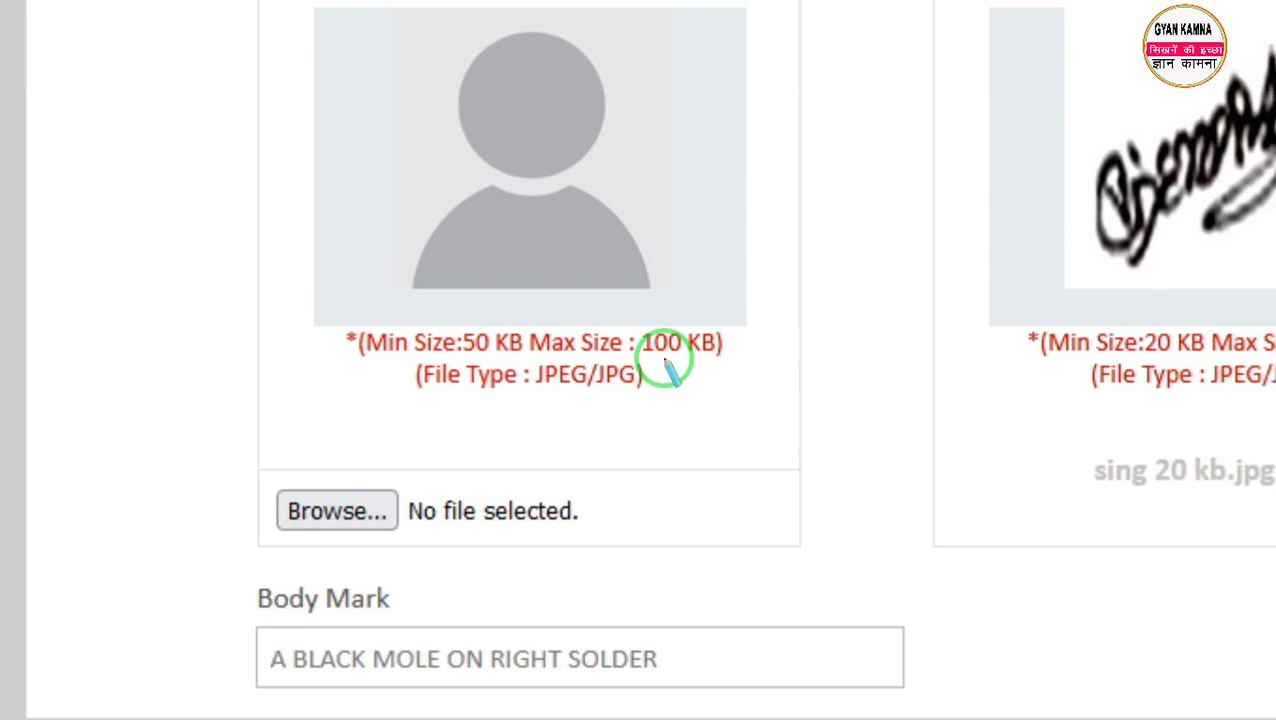 GYAN KAMNA
सिखनें की इच्छा
ज्ञान कामना
*(Min Size:50 KB Max Size : 100 KB)
(File Type : JPEG/JPG)
*(Min Size:20 KB Max S
(File Type : JPEG/J
sing 20 kb.jpg
Browse... No file selected.
Body Mark
A BLACK MOLE ON RIGHT SOLDER